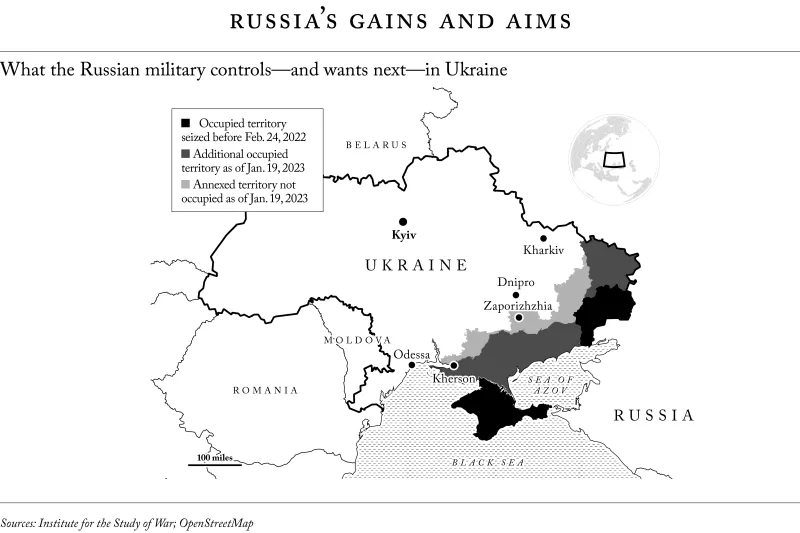 RUSSIA'S GAINS AND AIMS
What the Russian military controls—and wants next—in Ukraine
Occupied territory
seized before Feb. 24, 2022
Additional occupied
territory as of Jan. 19, 2023
Annexed territory not
occupied as of Jan. 19, 2023
BELARUS
Kyiv
Kharkiv
UKRAINE
Dnipro
Zaporizhzhia
MOLDOVA
Odessa
Kherson
SEA OF
AZOV
ROMANIA
RUSSIA
100 miles
BLACK SEA
Sources: Institute for the Study of War; OpenStreetMap